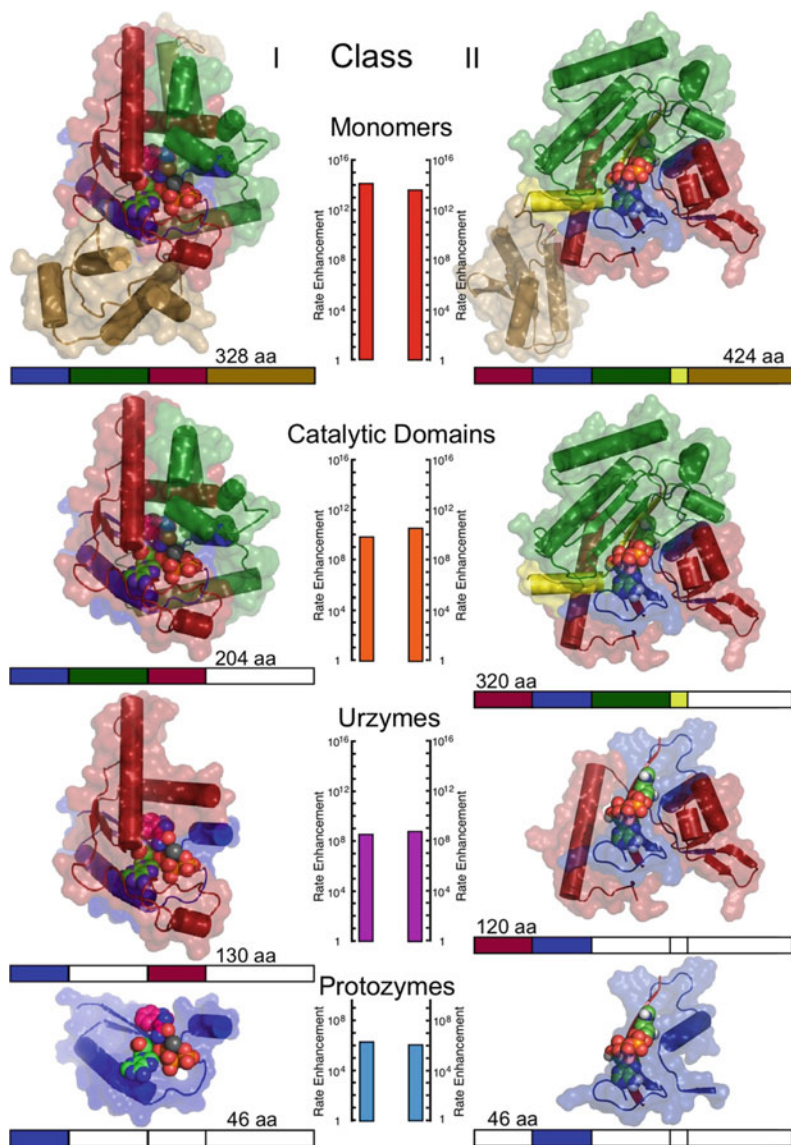 I Class II
Monomers
10^16
10^12
10^8
10^4
1
Rate Enhancement
10^16
10^12
10^8
10^4
1
Rate Enhancement
328 aa
424 aa
Catalytic Domains
10^16
10^12
10^8
10^4
1
Rate Enhancement
10^16
10^12
10^8
10^4
1
Rate Enhancement
204 aa
320 aa
Urzymes
10^16
10^12
10^8
10^4
1
Rate Enhancement
10^16
10^12
10^8
10^4
1
Rate Enhancement
130 aa
120 aa
Protozymes
10^8
10^4
1
Rate Enhancement
10^8
10^4
1
Rate Enhancement
46 aa
46 aa